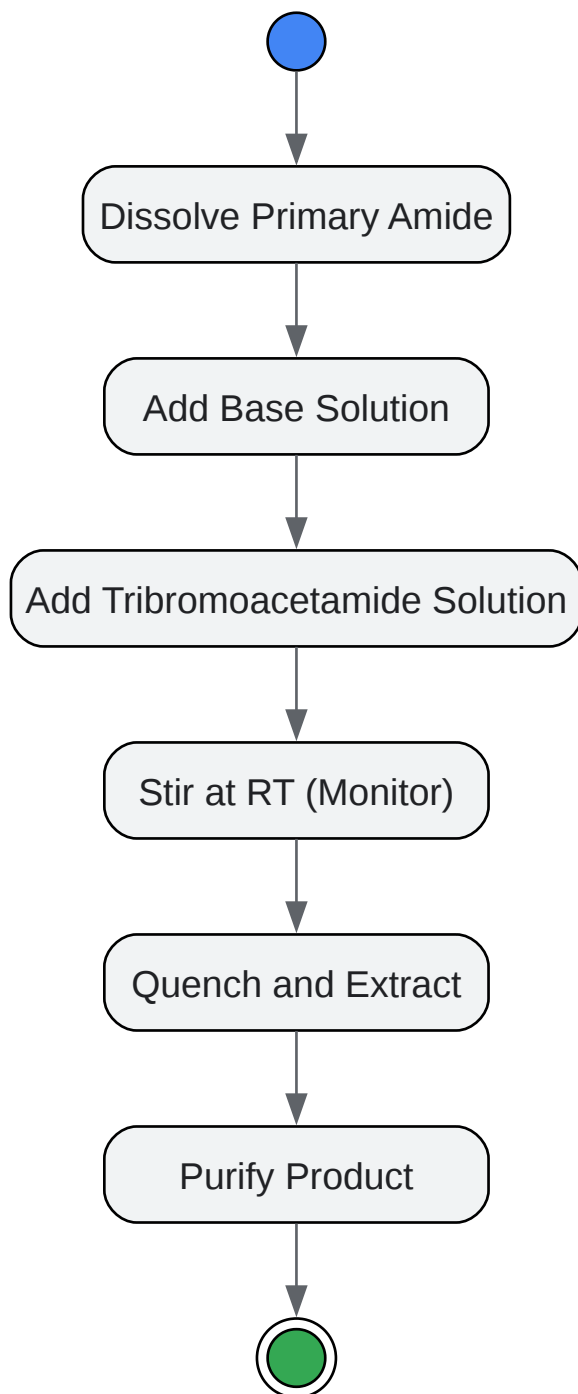 Dissolve Primary Amide
Add Base Solution
Add Tribromoacetamide Solution
Stir at RT (Monitor)
Quench and Extract
Purify Product